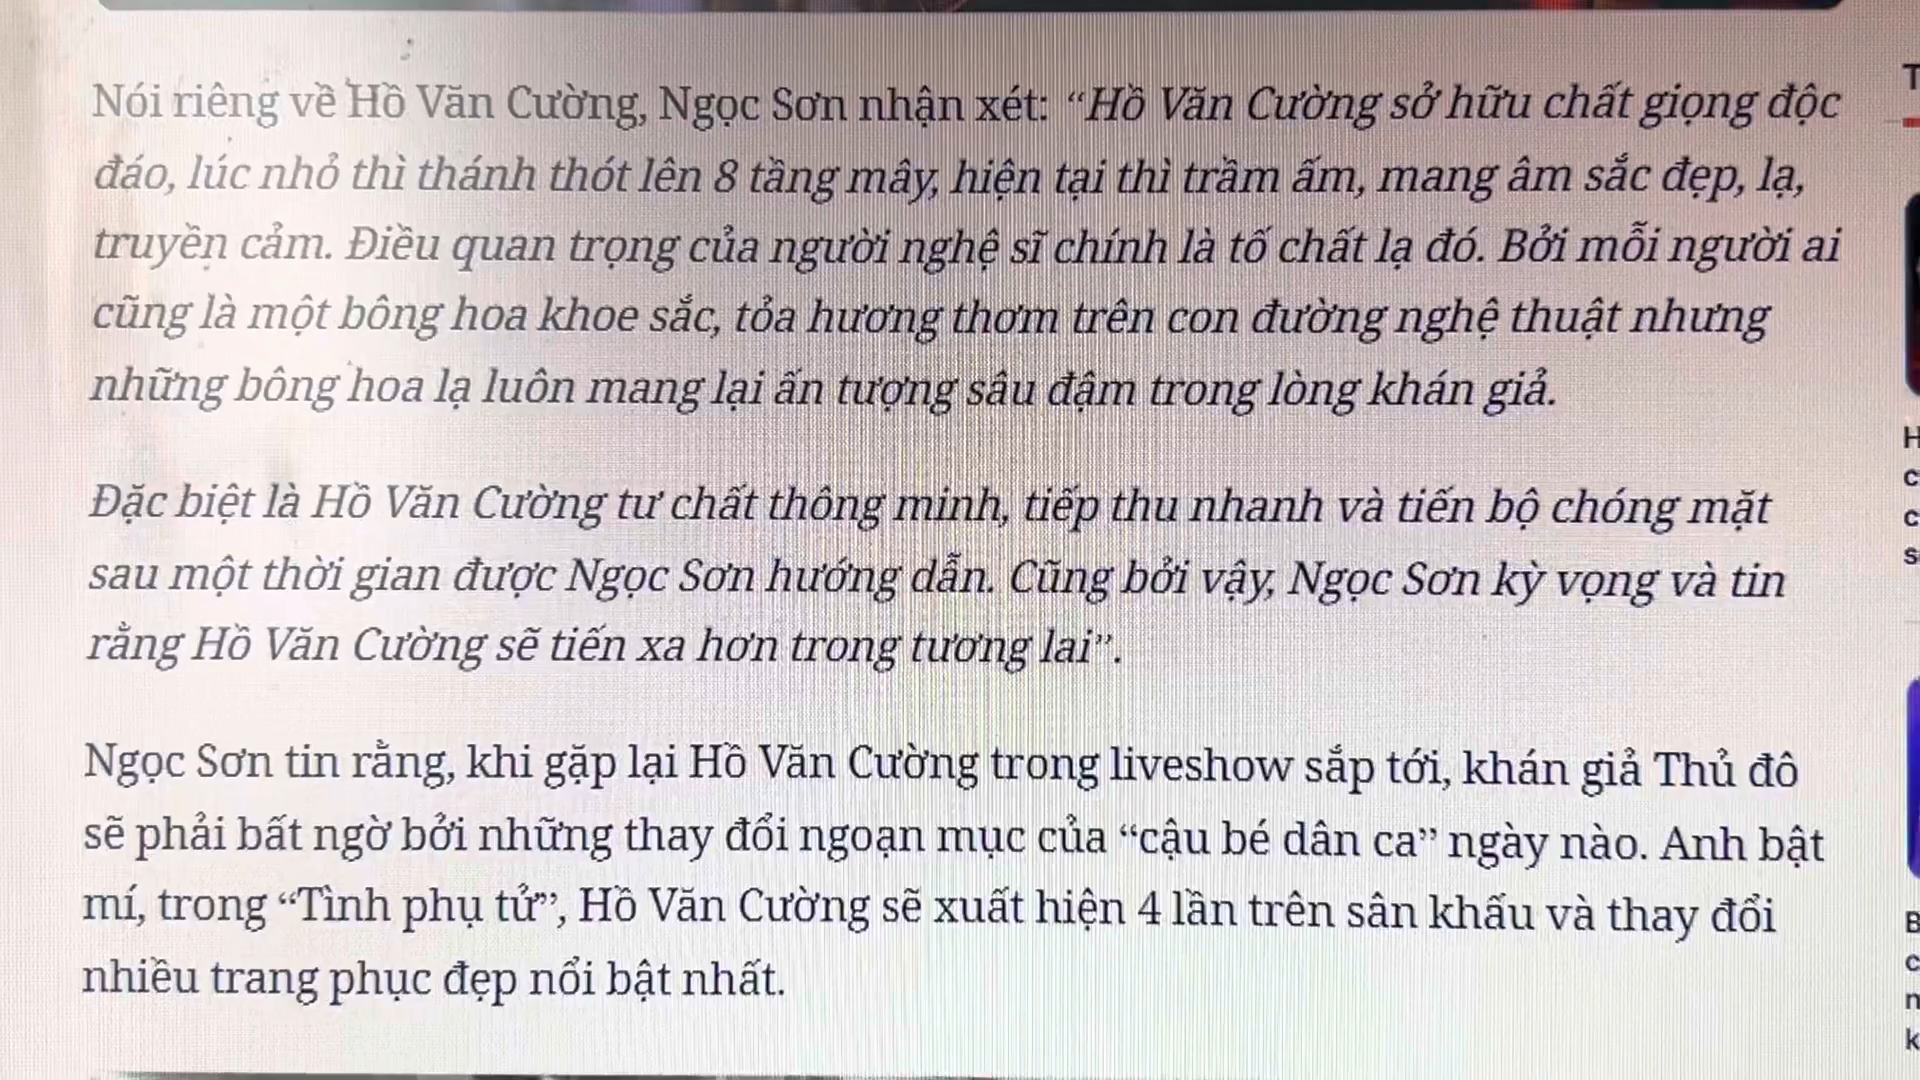 Nói riêng về Hồ Văn Cường, Ngọc Sơn nhận xét: “Hồ Văn Cường sở hữu chất giọng độc
đáo, lúc nhỏ thì thánh thót lên 8 tầng mây, hiện tại thì trầm ấm, mang âm sắc đẹp, lạ,
truyền cảm. Điều quan trọng của người nghệ sĩ chính là tố chất lạ đó. Bởi mỗi người ai
cũng là một bông hoa khoe sắc, tỏa hương thơm trên con đường nghệ thuật nhưng
những bông hoa lạ luôn mang lại ấn tượng sâu đậm trong lòng khán giả.
Đặc biệt là Hồ Văn Cường tư chất thông minh, tiếp thu nhanh và tiến bộ chóng mặt
sau một thời gian được Ngọc Sơn hướng dẫn. Cũng bởi vậy, Ngọc Sơn kỳ vọng và tin
rằng Hồ Văn Cường sẽ tiến xa hơn trong tương lai”.
Ngọc Sơn tin rằng, khi gặp lại Hồ Văn Cường trong liveshow sắp tới, khán giả Thủ đô
sẽ phải bất ngờ bởi những thay đổi ngoạn mục của “cậu bé dân ca” ngày nào. Anh bật
mí, trong “Tình phụ tử”, Hồ Văn Cường sẽ xuất hiện 4 lần trên sân khấu và thay đổi
nhiều trang phục đẹp nổi bật nhất.